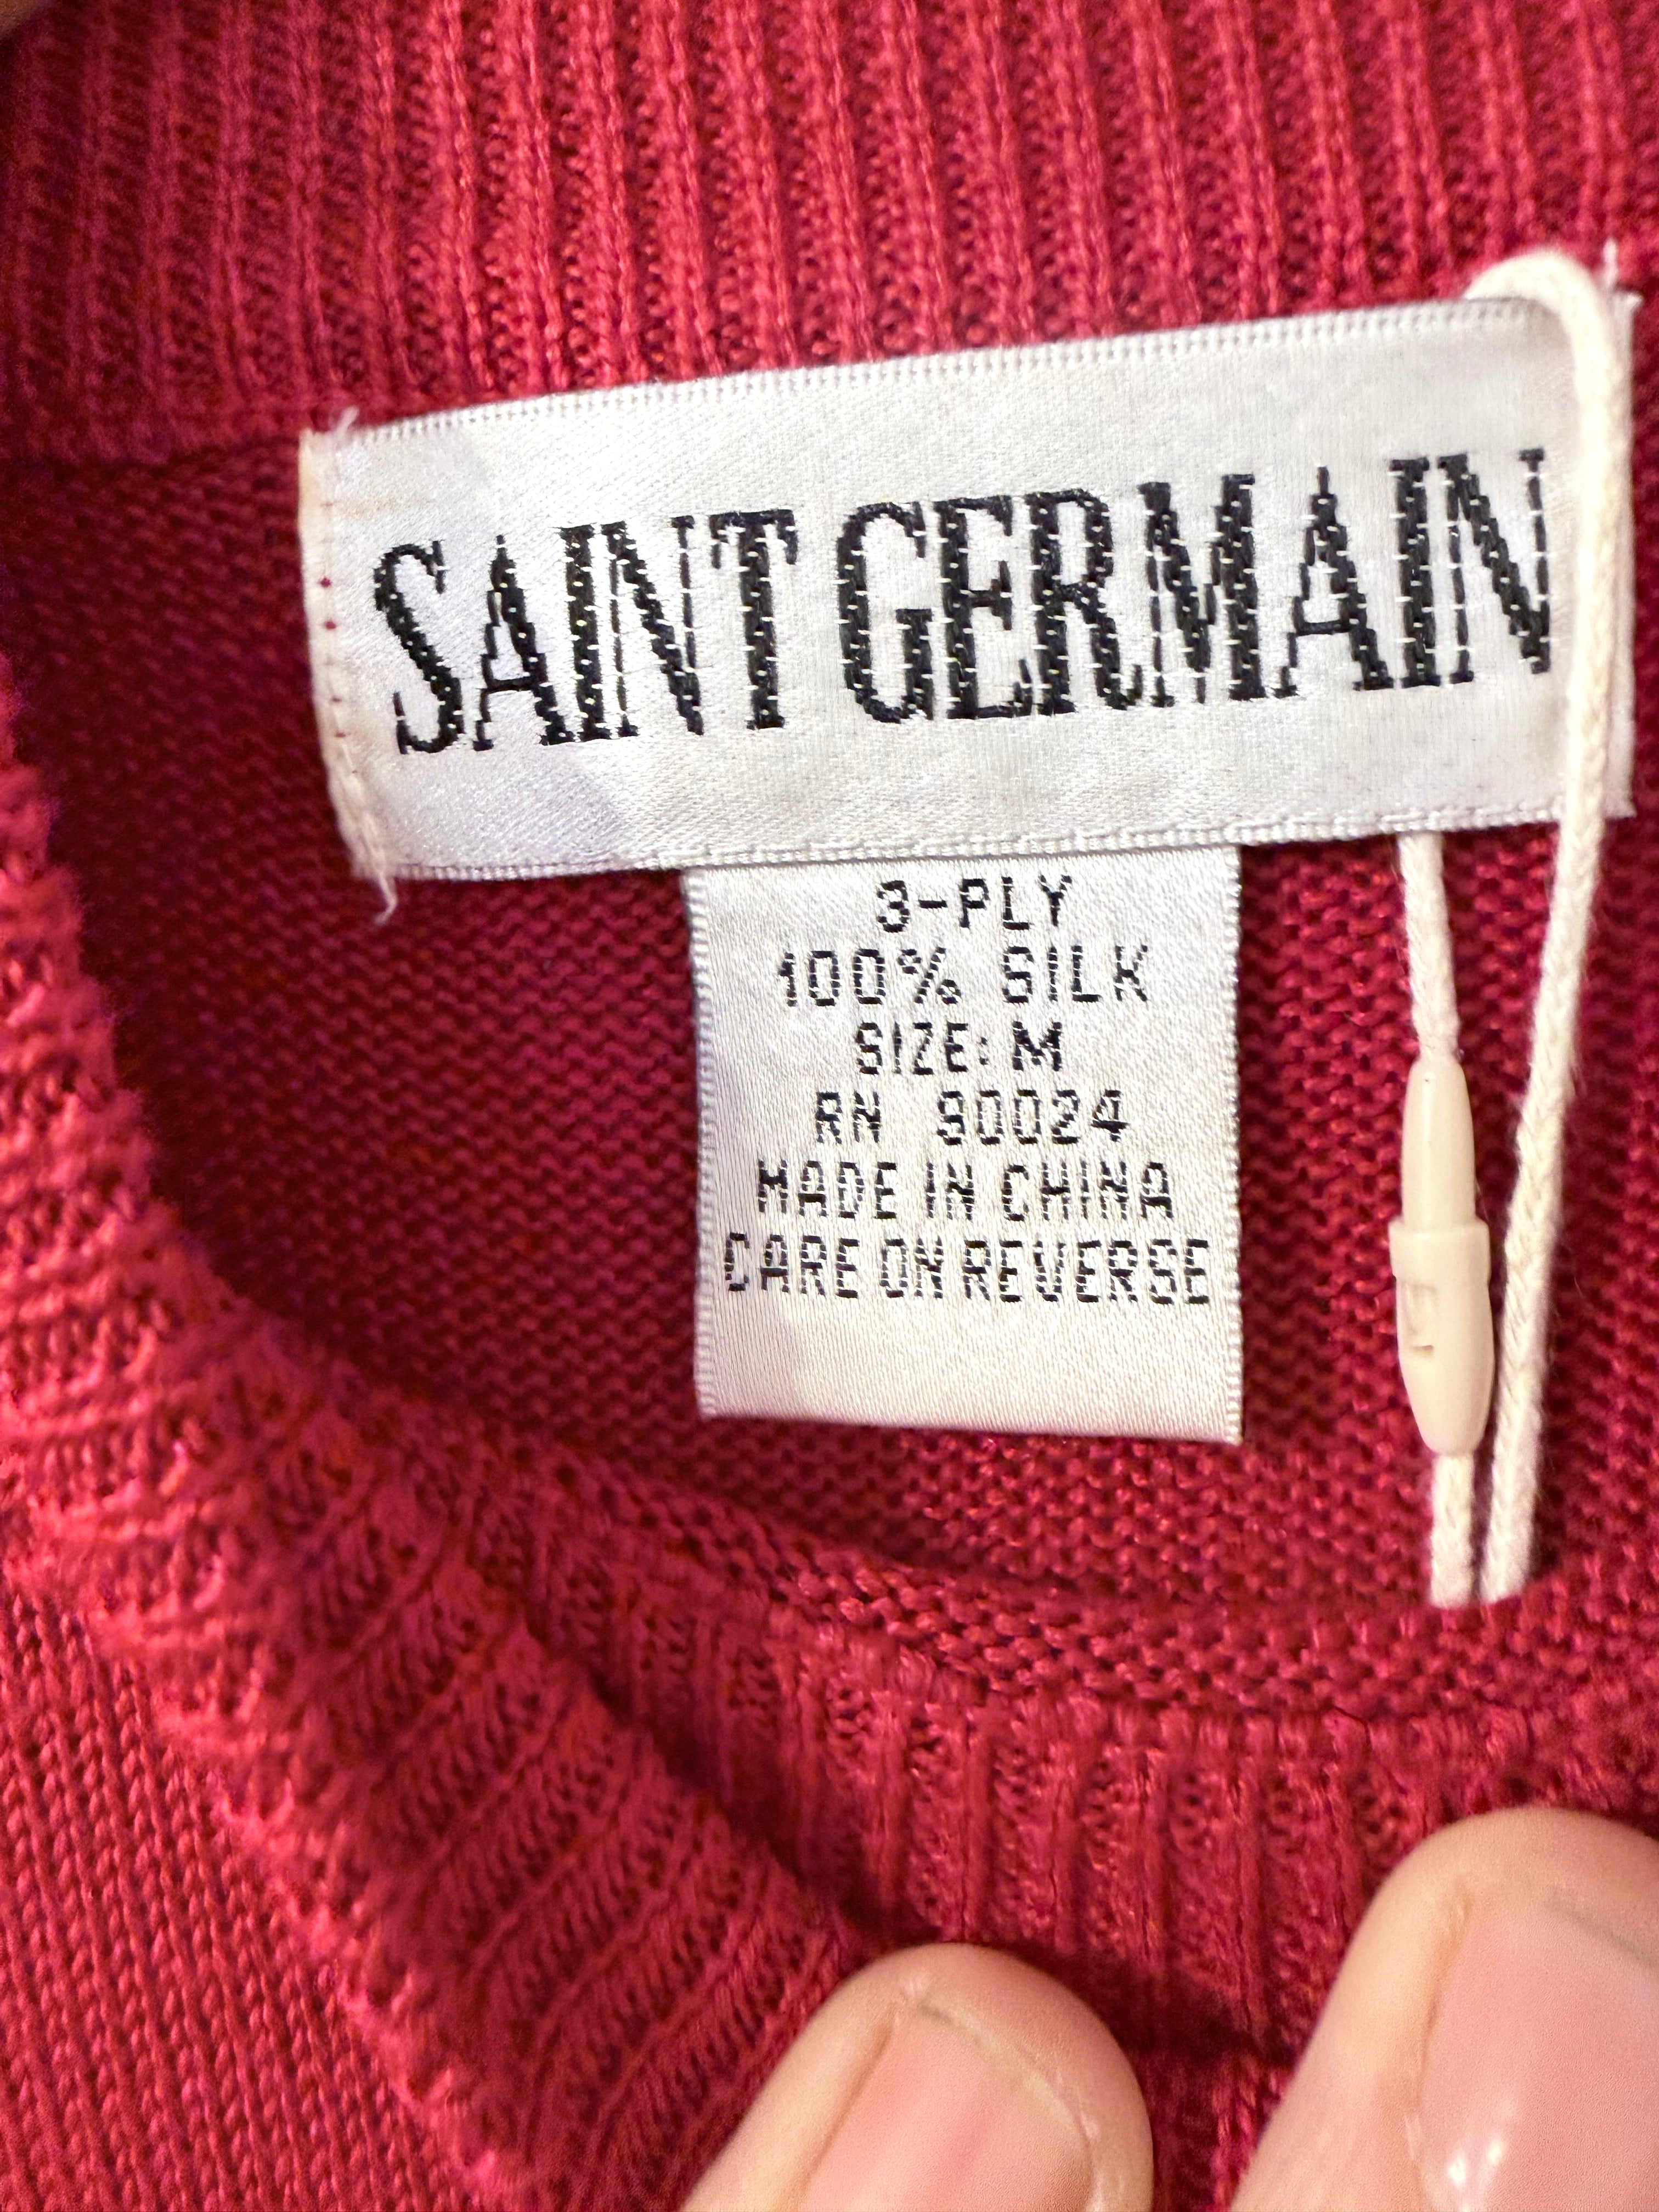 SAINT GERMAIN
3-PLY
100% SILK
SIZE: M
RN 90024
MADE IN CHINA
CARE ON REVERSE